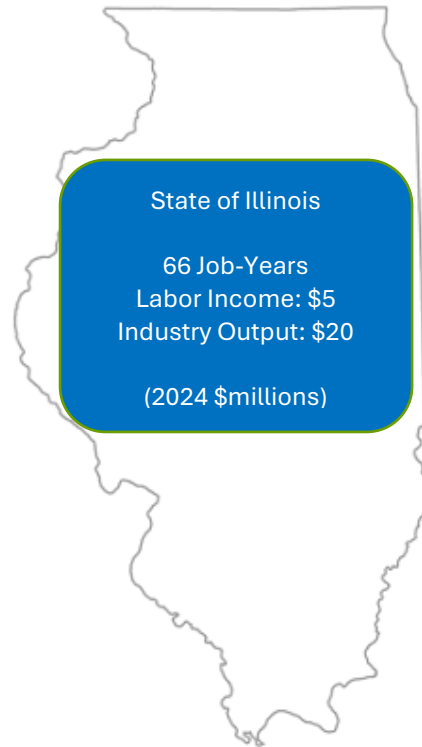 State of Illinois
66 Job-Years
Labor Income: $5
Industry Output: $20
(2024 $millions)